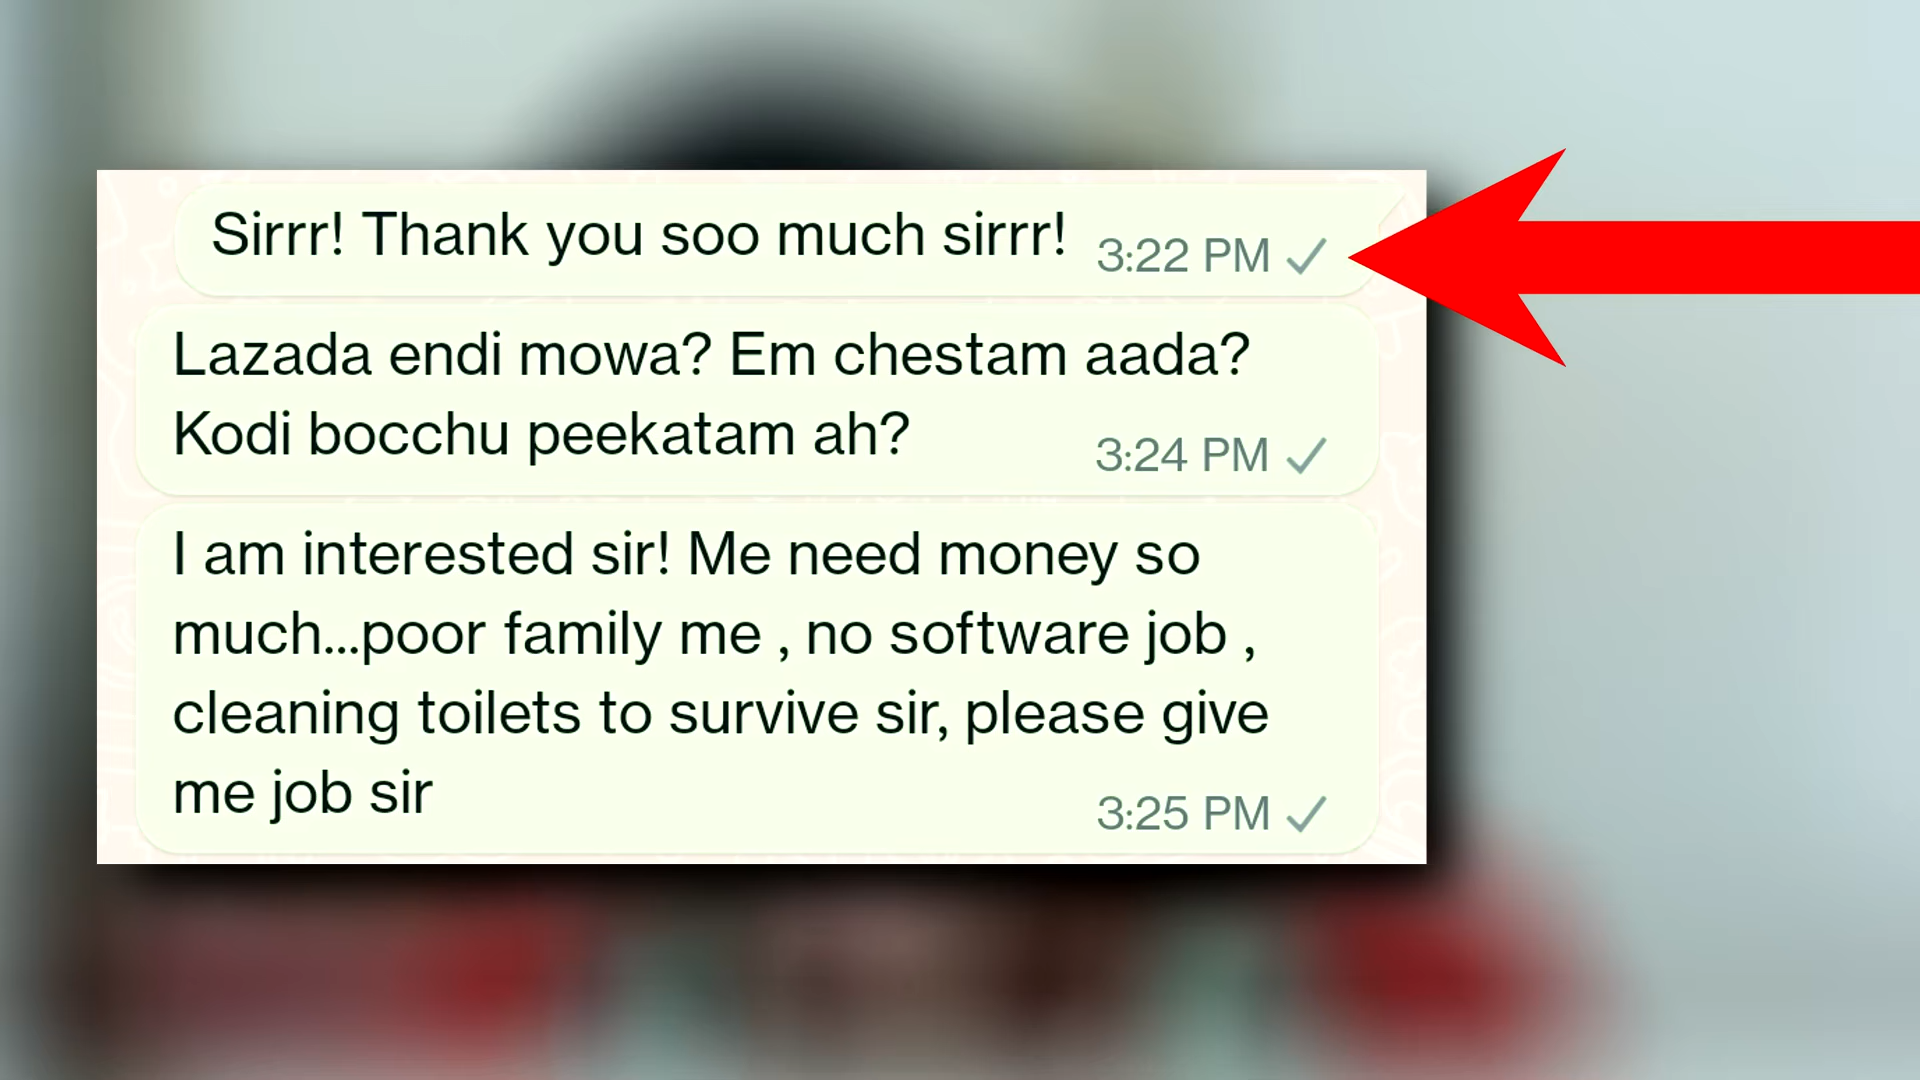 Sirrr! Thank you soo much sirrr!
3:22 PM
Lazada endi mowa? Em chestam aada?
Kodi bocchu peekatam ah?
3:24 PM
I am interested sir! Me need money so
much...poor family me , no software job ,
cleaning toilets to survive sir, please give
me job sir
3:25 PM